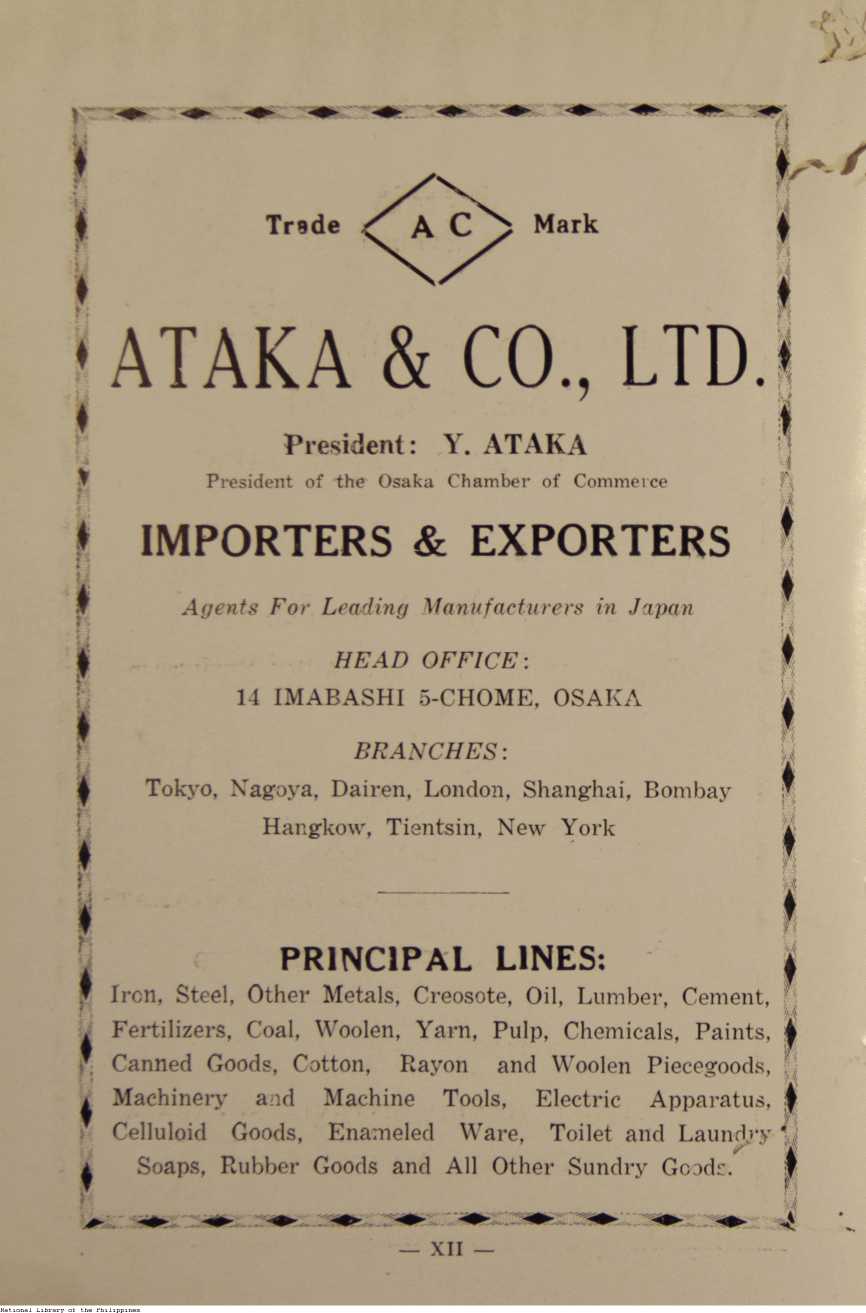 Trade A C Mark
ATAKA & CO., LTD.
President: Y. ATAKA
President of the Osaka Chamber of Commerce
IMPORTERS & EXPORTERS
Agents For Leading Manufacturers in Japan
HEAD OFFICE:
14 IMABASHI 5-CHOME, OSAKA
BRANCHES:
Tokyo, Nagoya, Dairen, London, Shanghai, Bombay
Hangkow, Tientsin, New York
PRINCIPAL LINES:
Iron, Steel, Other Metals, Creosote, Oil, Lumber, Cement,
Fertilizers, Coal, Woolen, Yarn, Pulp, Chemicals, Paints,
Canned Goods, Cotton, Rayon and Woolen Piecegoods,
Machinery and Machine Tools, Electric Apparatus,
Celluloid Goods, Enameled Ware, Toilet and Laundry
Soaps, Rubber Goods and All Other Sundry Goods.
— XII —
National Library of the Philippines